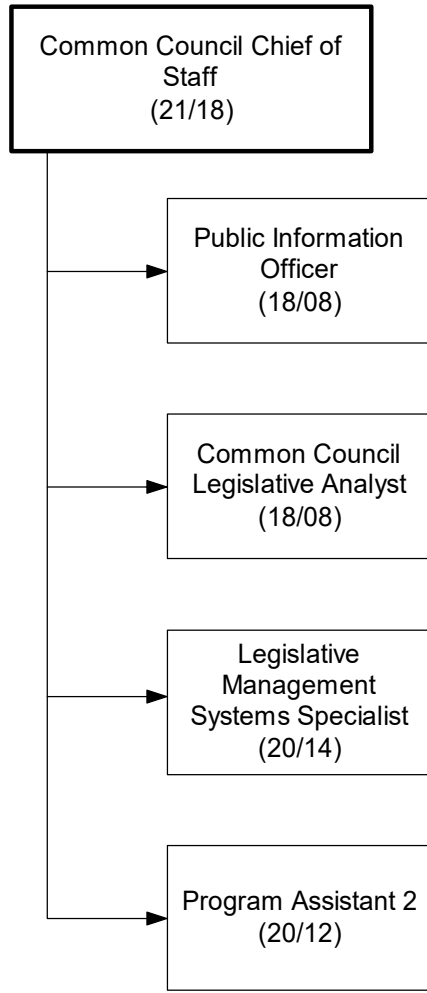 Common Council Chief of
Staff
(21/18)
Public Information
Officer
(18/08)
Common Council
Legislative Analyst
(18/08)
Legislative
Management
Systems Specialist
(20/14)
Program Assistant 2
(20/12)